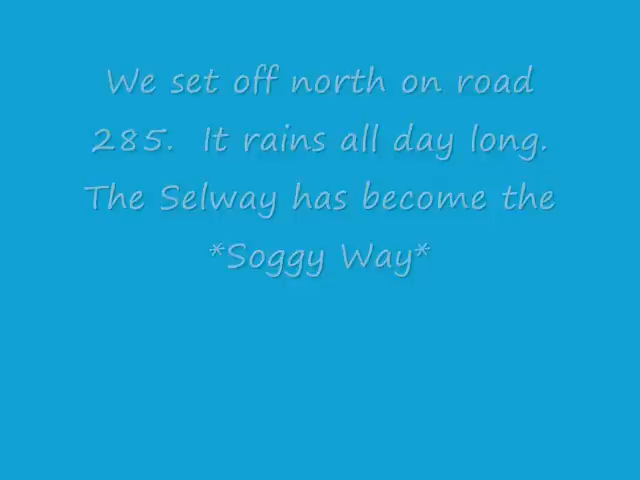 We set off north on road
285.  It rains all day long.
The Selway has become the
*Soggy Way*